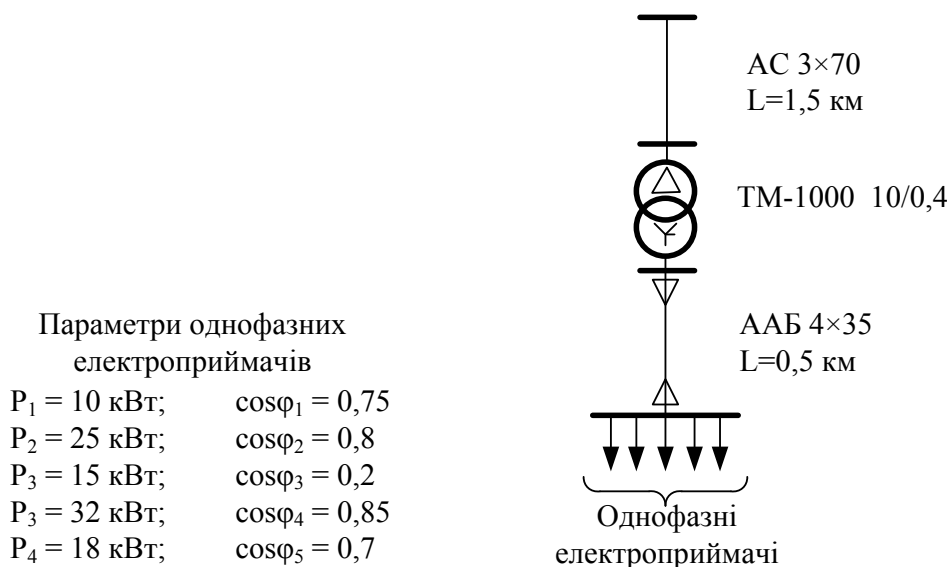 АС 3×70
L=1,5 км
ТМ-1000 10/0,4
ААБ 4×35
L=0,5 км
Параметри однофазних
електроприймачів
P₁ = 10 кВт; cosφ₁ = 0,75
P₂ = 25 кВт; cosφ₂ = 0,8
P₃ = 15 кВт; cosφ₃ = 0,2
P₃ = 32 кВт; cosφ₄ = 0,85
P₄ = 18 кВт; cosφ₅ = 0,7
Однофазні
електроприймачі